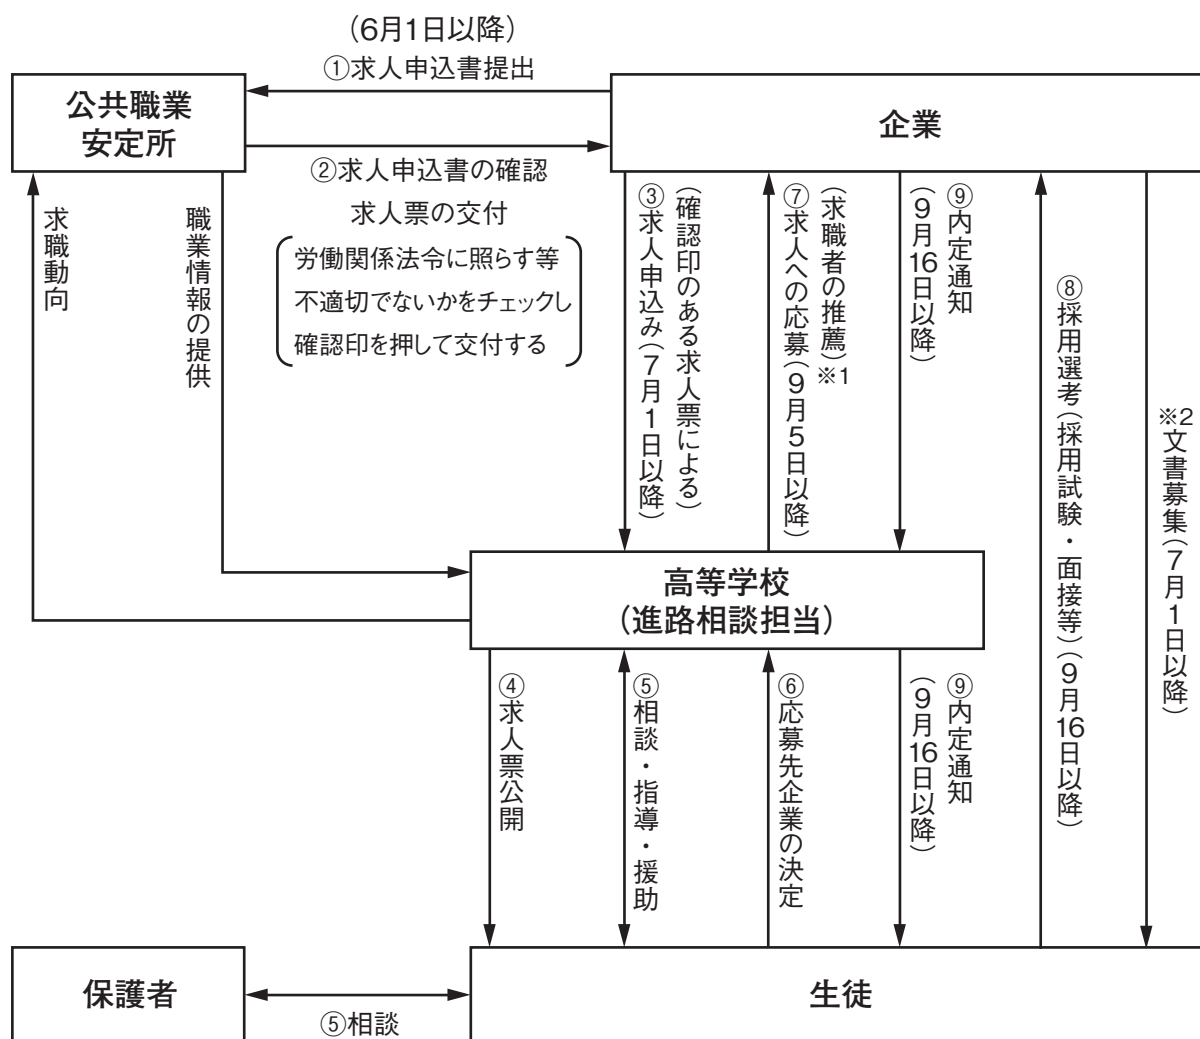 （6月1日以降）
①求人申込書提出
公共職業
安定所
企業
②求人申込書の確認
求人票の交付
労働関係法令に照らす等
不適切でないかをチェックし
確認印を押して交付する
求職動向
職業情報の提供
③求人申込み（7月1日以降）
（確認印のある求人票による）
⑦求人への応募（9月5日以降）
（求職者の推薦）※1
⑨内定通知
（9月16日以降）
⑧採用選考（採用試験・面接等）（9月16日以降）
※2文書募集（7月1日以降）
高等学校
（進路相談担当）
④求人票公開
⑤相談・指導・援助
⑥応募先企業の決定
⑨内定通知
（9月16日以降）
保護者
⑤相談
生徒